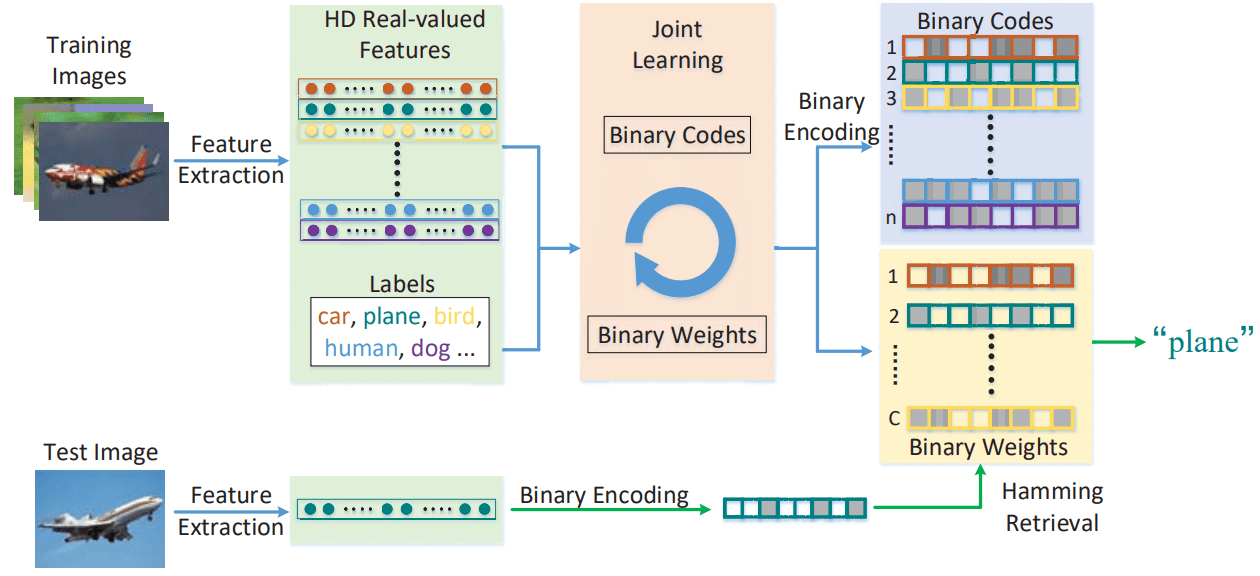 Training
Images
Feature
Extraction
HD Real-valued
Features
Labels
car, plane, bird,
human, dog ...
Joint
Learning
Binary Codes
Binary Weights
Binary
Encoding
Binary Codes
1
2
3
n
1
2
C
Binary Weights
“plane”
Test Image
Feature
Extraction
Binary Encoding
Hamming
Retrieval